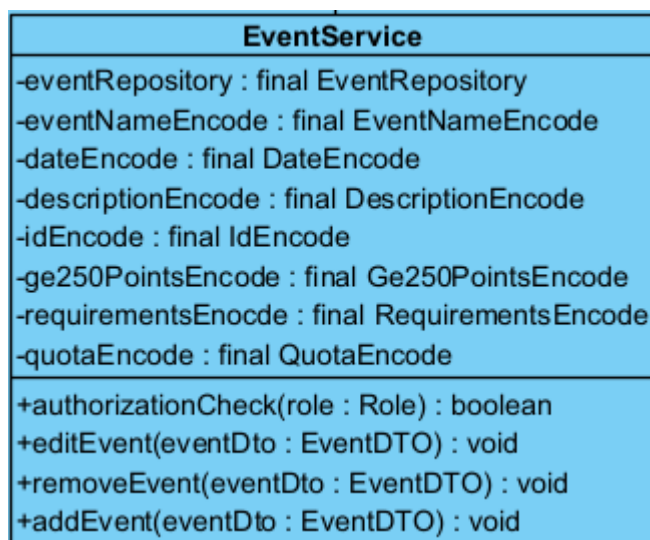 EventService
-eventRepository : final EventRepository
-eventNameEncode : final EventNameEncode
-dateEncode : final DateEncode
-descriptionEncode : final DescriptionEncode
-idEncode : final IdEncode
-ge250PointsEncode : final Ge250PointsEncode
-requirementsEnocde : final RequirementsEncode
-quotaEncode : final QuotaEncode
+authorizationCheck(role : Role) : boolean
+editEvent(eventDto : EventDTO) : void
+removeEvent(eventDto : EventDTO) : void
+addEvent(eventDto : EventDTO) : void